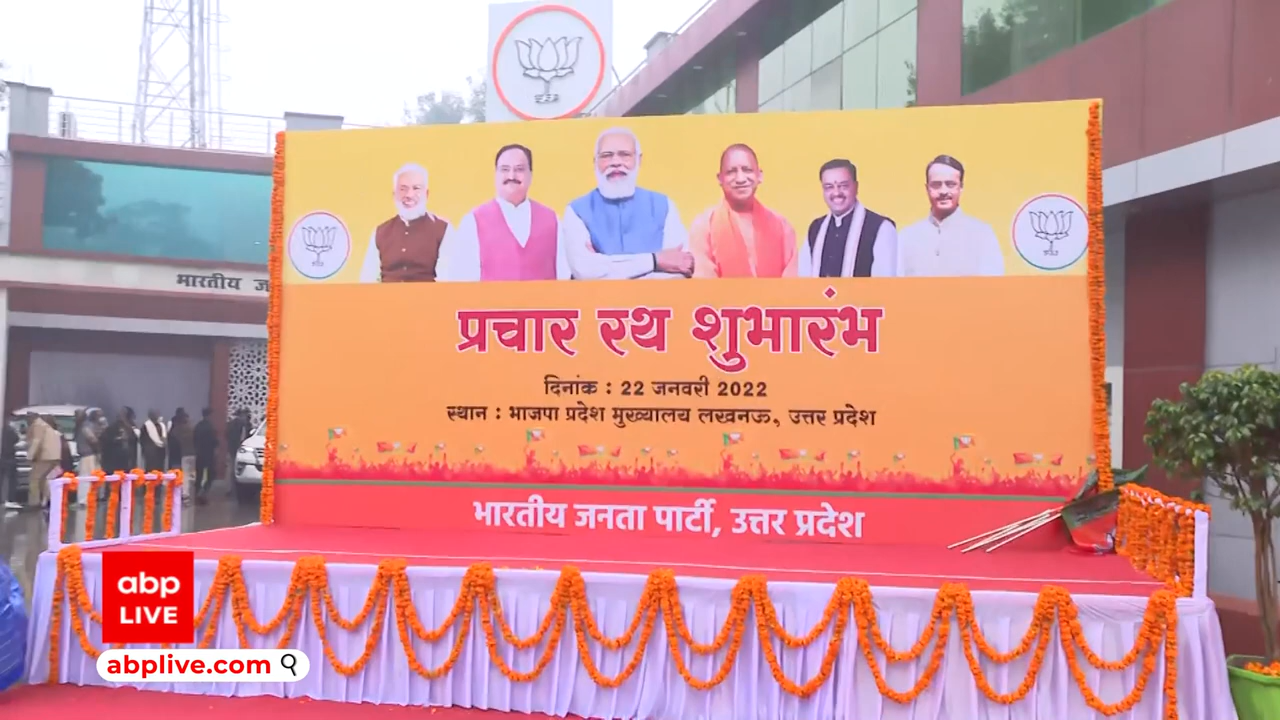 भारतीय ज
प्रचार रथ शुभारंभ
दिनांक : 22 जनवरी 2022
स्थान : भाजपा प्रदेश मुख्यालय लखनऊ, उत्तर प्रदेश
भारतीय जनता पार्टी, उत्तर प्रदेश
abp
LIVE
abplive.com